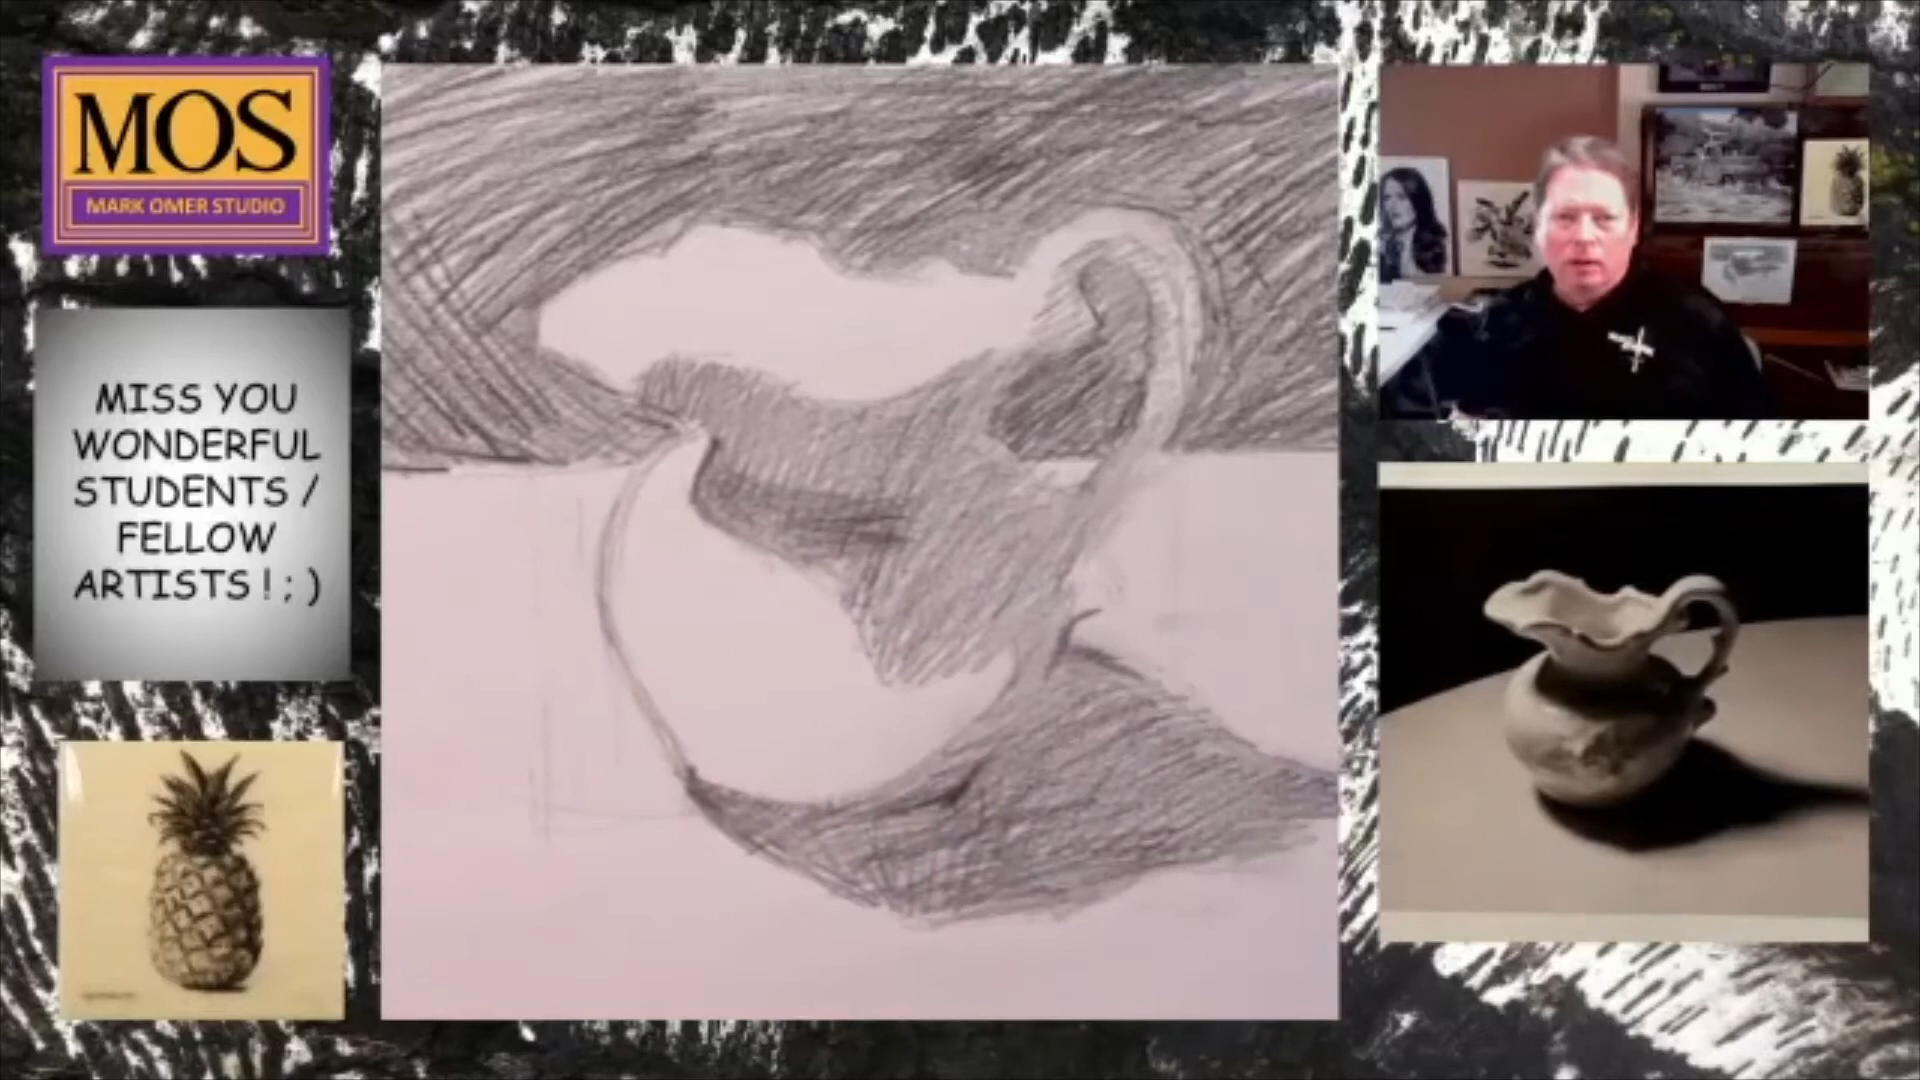 MOS
MARK OMER STUDIO
MISS YOU
WONDERFUL
STUDENTS /
FELLOW
ARTISTS ! ; )